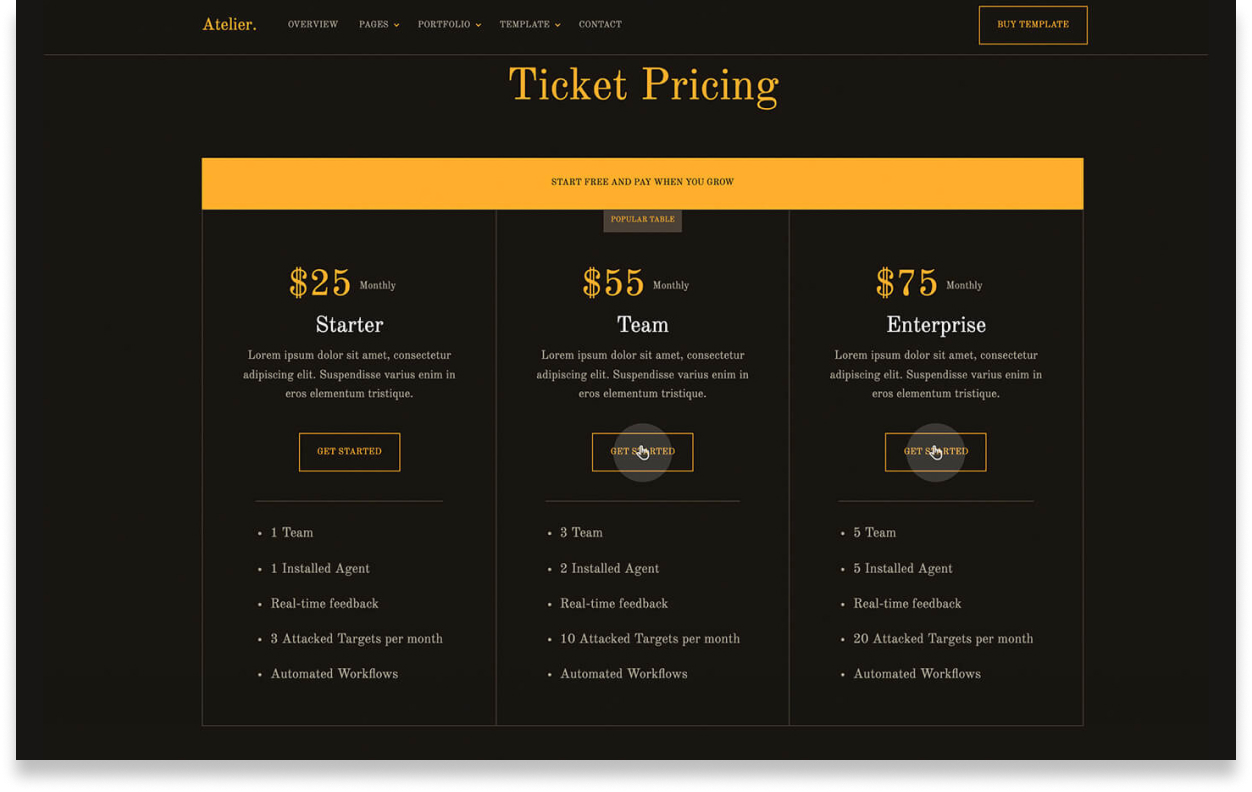 Atelier.
OVERVIEW
PAGES
PORTFOLIO
TEMPLATE
CONTACT
BUY TEMPLATE
Ticket Pricing
START FREE AND PAY WHEN YOU GROW
POPULAR TABLE
$25 Monthly
Starter
Lorem ipsum dolor sit amet, consectetur
adipiscing elit. Suspendisse varius enim in
eros elementum tristique.
GET STARTED
• 1 Team
• 1 Installed Agent
• Real-time feedback
• 3 Attacked Targets per month
• Automated Workflows
$55 Monthly
Team
Lorem ipsum dolor sit amet, consectetur
adipiscing elit. Suspendisse varius enim in
eros elementum tristique.
GET STARTED
• 3 Team
• 2 Installed Agent
• Real-time feedback
• 10 Attacked Targets per month
• Automated Workflows
$75 Monthly
Enterprise
Lorem ipsum dolor sit amet, consectetur
adipiscing elit. Suspendisse varius enim in
eros elementum tristique.
GET STARTED
• 5 Team
• 5 Installed Agent
• Real-time feedback
• 20 Attacked Targets per month
• Automated Workflows